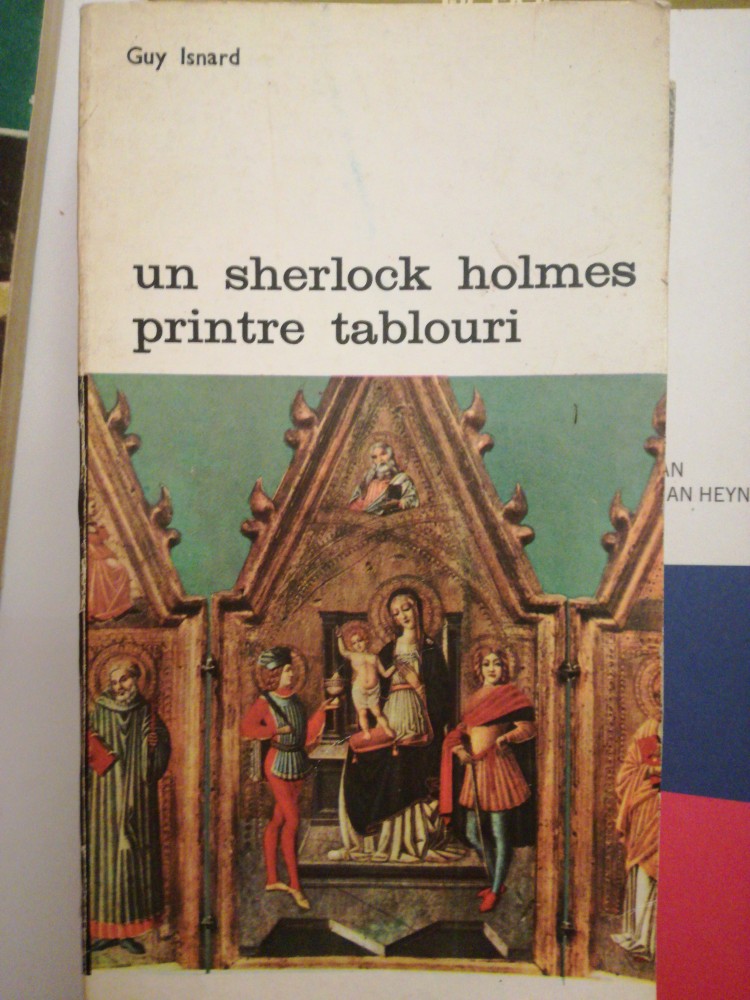 Guy Isnard
un sherlock holmes
printre tablouri
AN
AN HEYN